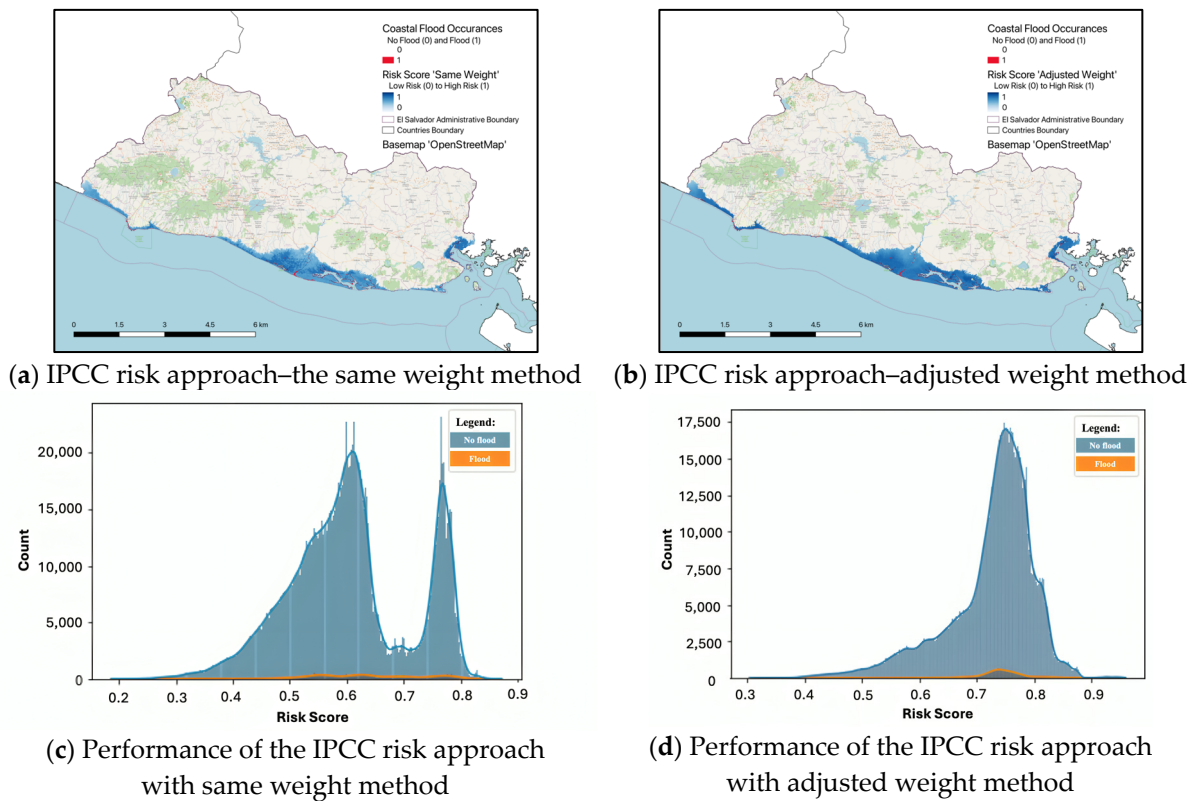 Coastal Flood Occurances
No Flood (0) and Flood (1)
0
1
Risk Score 'Same Weight'
Low Risk (0) to High Risk (1)
1
0
El Salvador Administrative Boundary
Countries Boundary
Basemap 'OpenStreetMap'
0 1.5 3 4.5 6 km
(a) IPCC risk approach–the same weight method
Coastal Flood Occurances
No Flood (0) and Flood (1)
0
1
Risk Score 'Adjusted Weight'
Low Risk (0) to High Risk (1)
1
0
El Salvador Administrative Boundary
Countries Boundary
Basemap 'OpenStreetMap'
0 1.5 3 4.5 6 km
(b) IPCC risk approach–adjusted weight method
Legend:
No flood
Flood
20,000
15,000
10,000
5,000
0
Count
0.2 0.3 0.4 0.5 0.6 0.7 0.8 0.9
Risk Score
(c) Performance of the IPCC risk approach
with same weight method
Legend:
No flood
Flood
17,500
15,000
12,500
10,000
7,500
5,000
2,500
0
Count
0.3 0.4 0.5 0.6 0.7 0.8 0.9
Risk Score
(d) Performance of the IPCC risk approach
with adjusted weight method